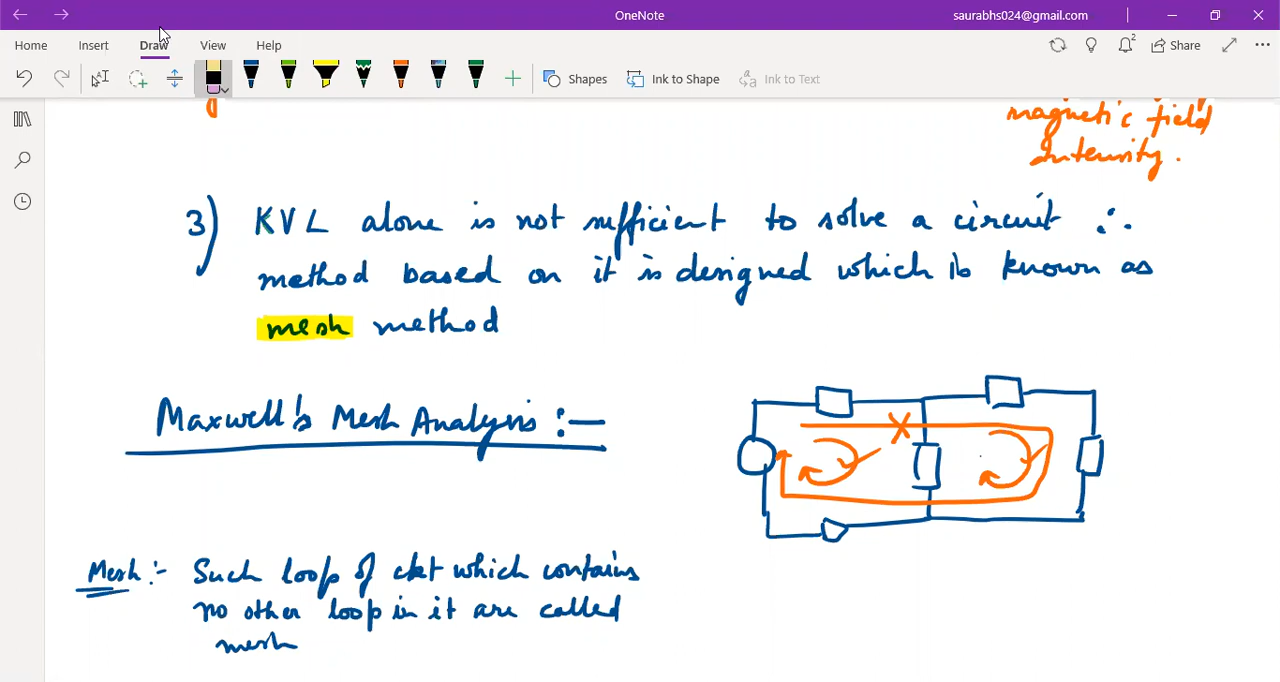 OneNote
saurabhs024@gmail.com
Home
Insert
Draw
View
Help
Share
Shapes
Ink to Shape
Ink to Text
magnetic field
Intensity.
3) KVL alone is not sufficient to solve a circuit ∴
method based on it is designed which is known as
mesh method
Maxwell's Mesh Analysis :—
Mesh :- Such loop of ckt which contains
no other loop in it are called
mesh